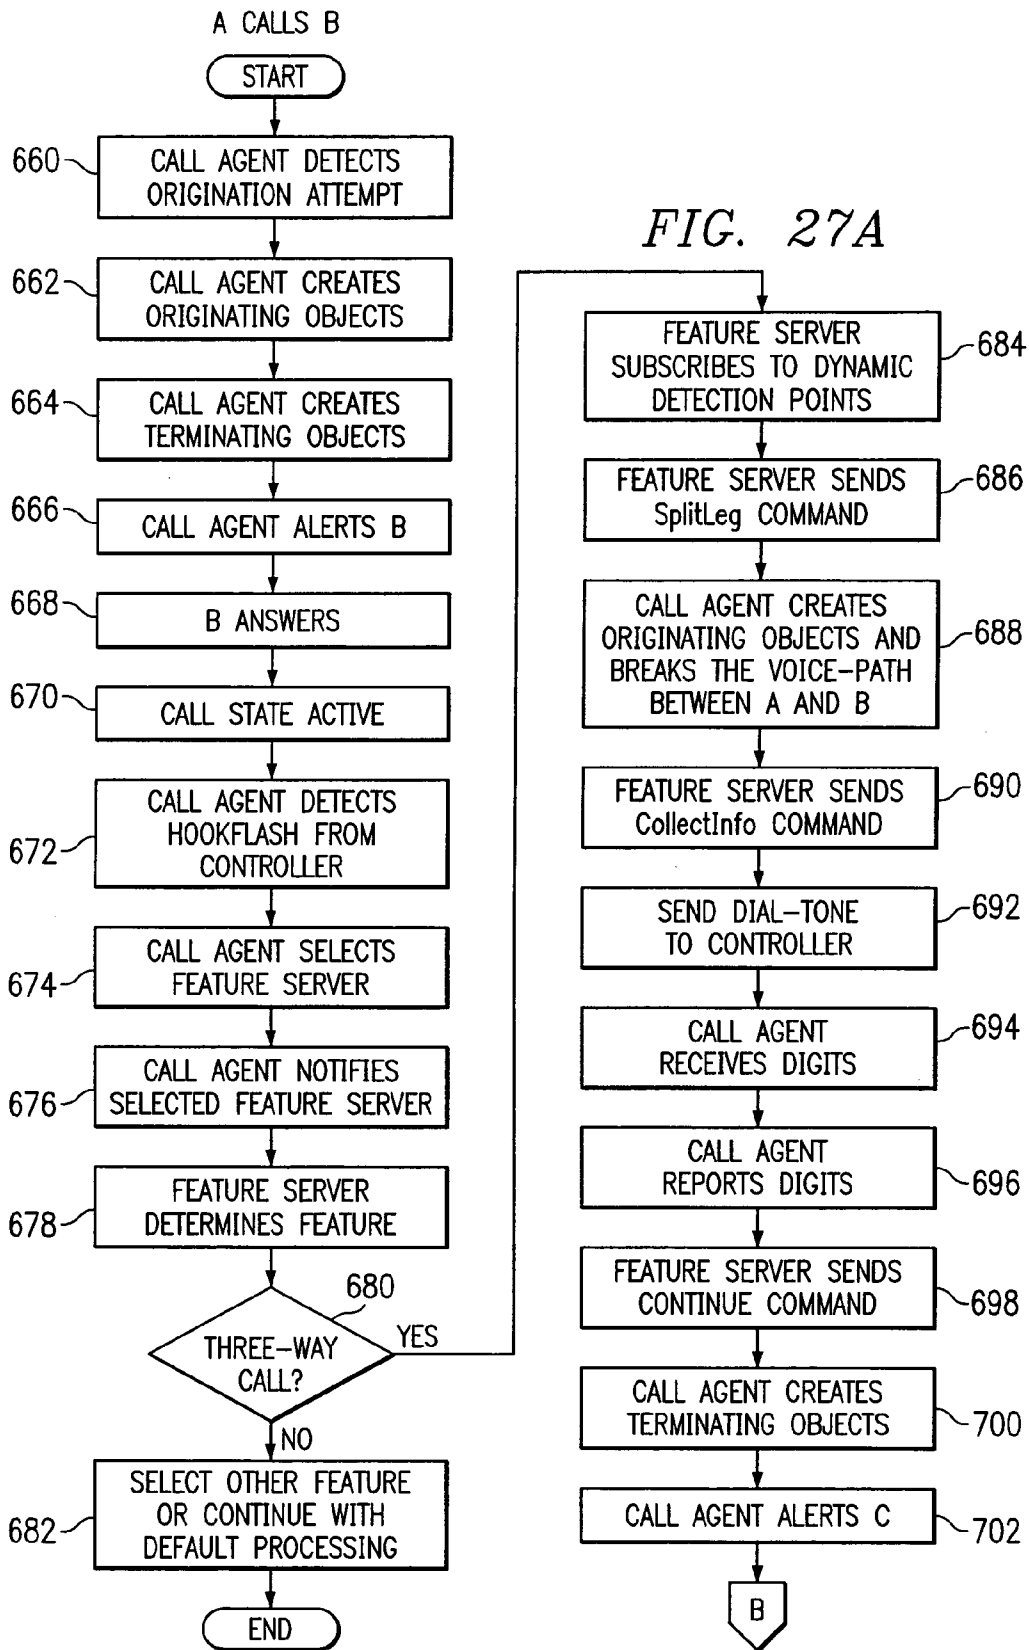 A CALLS B
START
660
CALL AGENT DETECTS
ORIGINATION ATTEMPT
662
CALL AGENT CREATES
ORIGINATING OBJECTS
664
CALL AGENT CREATES
TERMINATING OBJECTS
666
CALL AGENT ALERTS B
668
B ANSWERS
670
CALL STATE ACTIVE
672
CALL AGENT DETECTS
HOOKFLASH FROM
CONTROLLER
674
CALL AGENT SELECTS
FEATURE SERVER
676
CALL AGENT NOTIFIES
SELECTED FEATURE SERVER
678
FEATURE SERVER
DETERMINES FEATURE
680
THREE-WAY
CALL?
YES
NO
682
SELECT OTHER FEATURE
OR CONTINUE WITH
DEFAULT PROCESSING
END
FIG. 27A
FEATURE SERVER
SUBSCRIBES TO DYNAMIC
DETECTION POINTS
684
FEATURE SERVER SENDS
SplitLeg COMMAND
686
CALL AGENT CREATES
ORIGINATING OBJECTS AND
BREAKS THE VOICE-PATH
BETWEEN A AND B
688
FEATURE SERVER SENDS
CollectInfo COMMAND
690
SEND DIAL-TONE
TO CONTROLLER
692
CALL AGENT
RECEIVES DIGITS
694
CALL AGENT
REPORTS DIGITS
696
FEATURE SERVER SENDS
CONTINUE COMMAND
698
CALL AGENT CREATES
TERMINATING OBJECTS
700
CALL AGENT ALERTS C
702
B